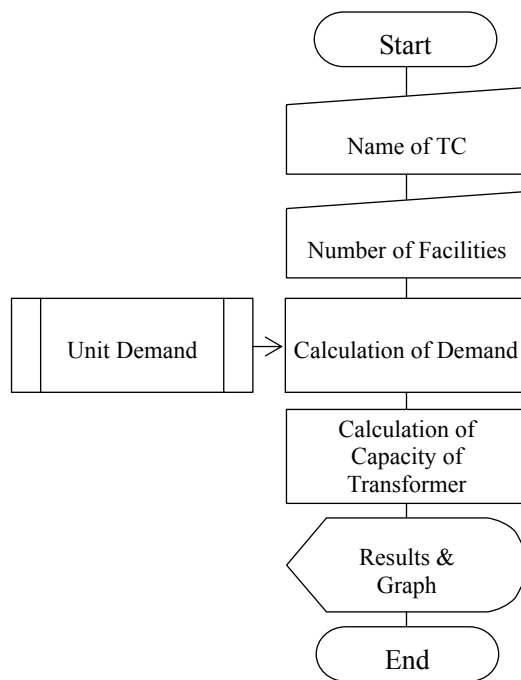 Start
Name of TC
Number of Facilities
Unit Demand
Calculation of Demand
Calculation of
Capacity of
Transformer
Results &
Graph
End